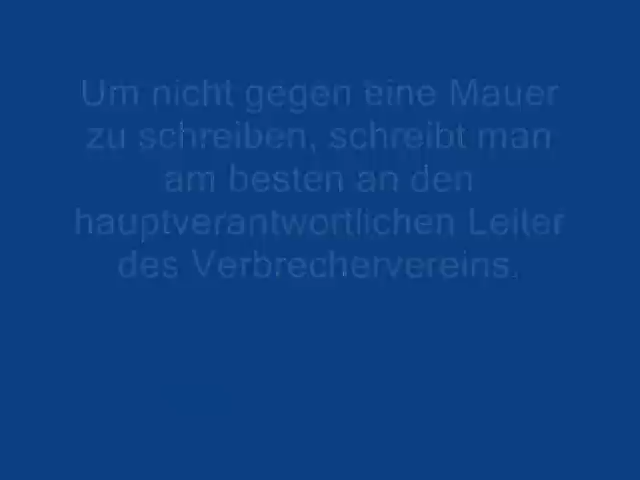 Um nicht gegen eine Mauer
zu schreiben, schreibt man
am besten an den
hauptverantwortlichen Leiter
des Verbrechervereins.